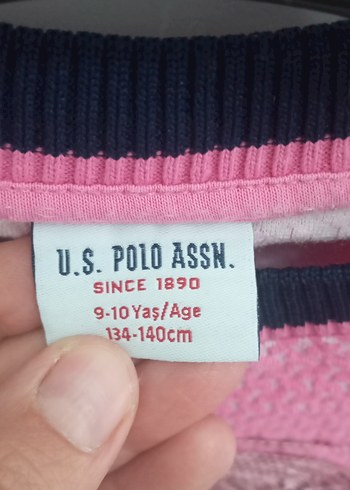 U.S. POLO ASSN.
SINCE 1890
9-10 Yaş/Age
134-140cm